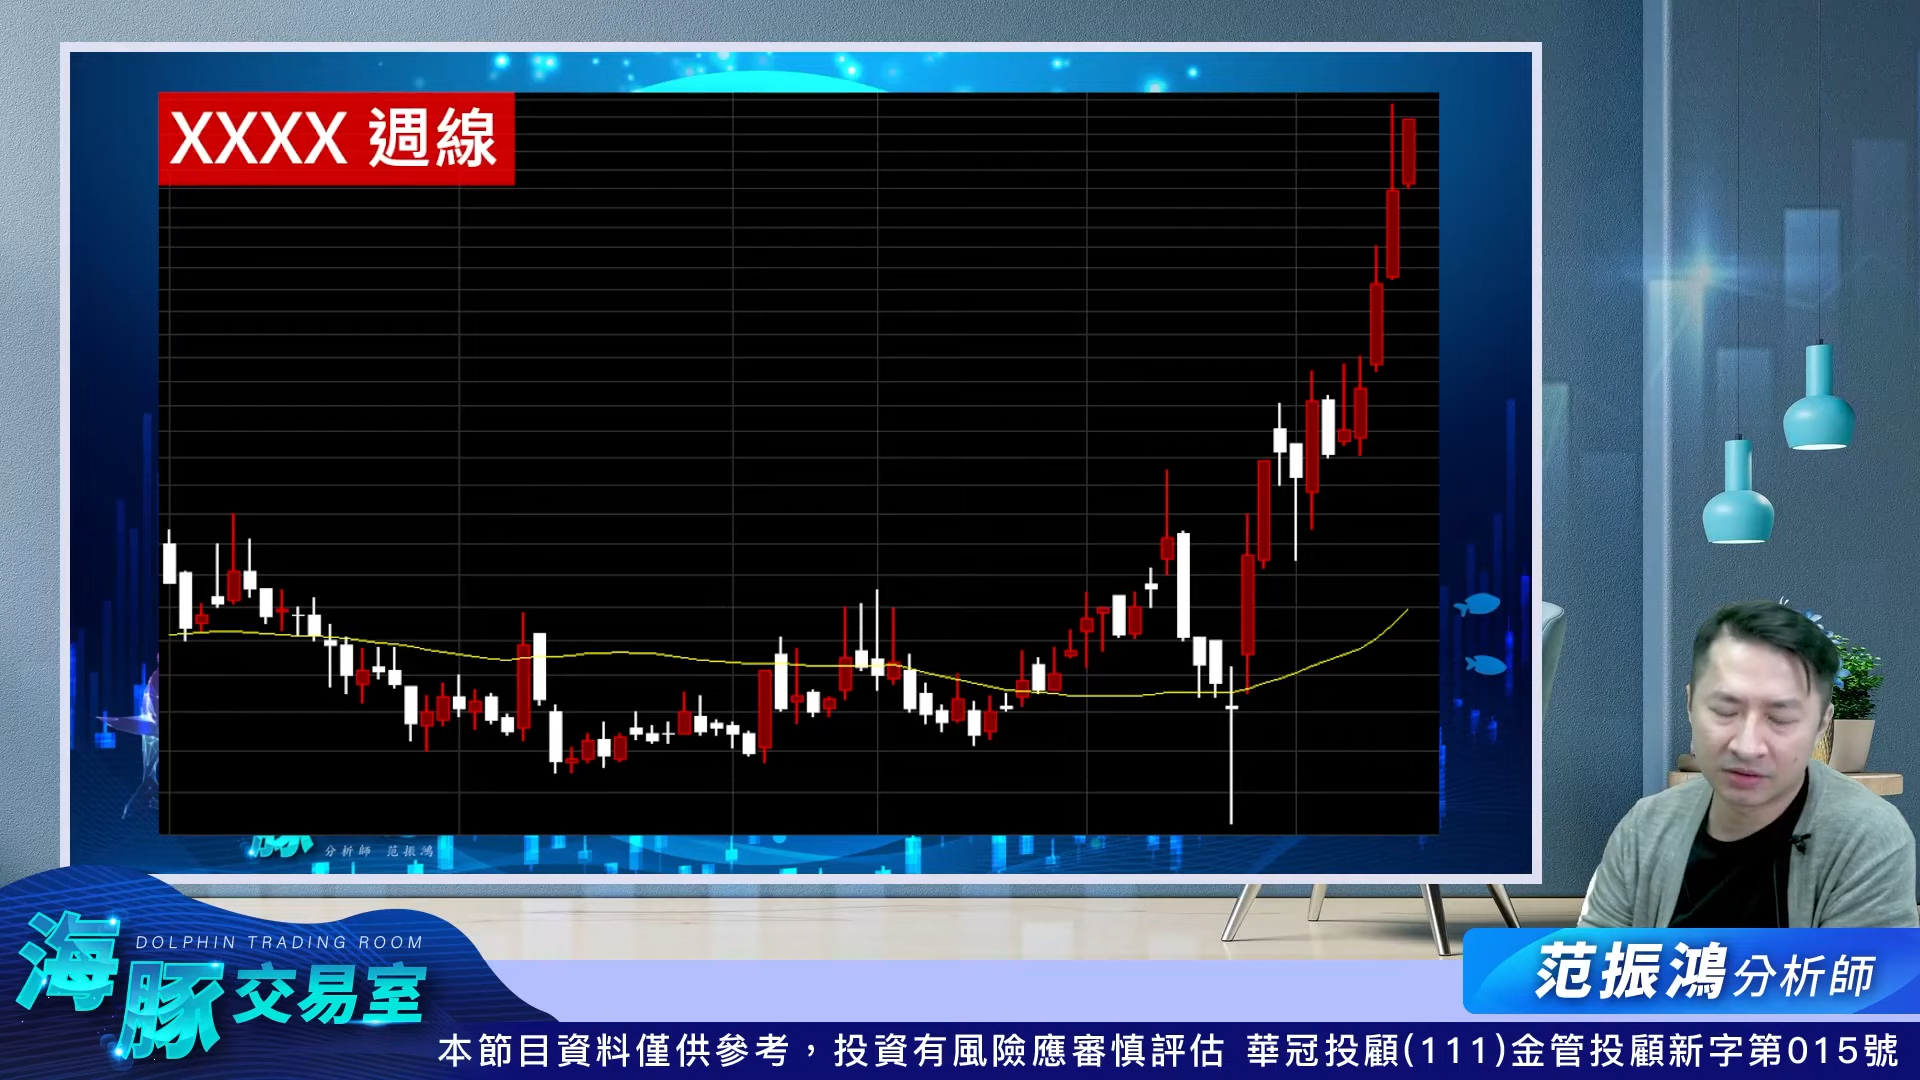 XXXX 週線
分析師 范振鴻
DOLPHIN TRADING ROOM
海豚交易室
范振鴻分析師
本節目資料僅供參考，投資有風險應審慎評估 華冠投顧(111)金管投顧新字第015號